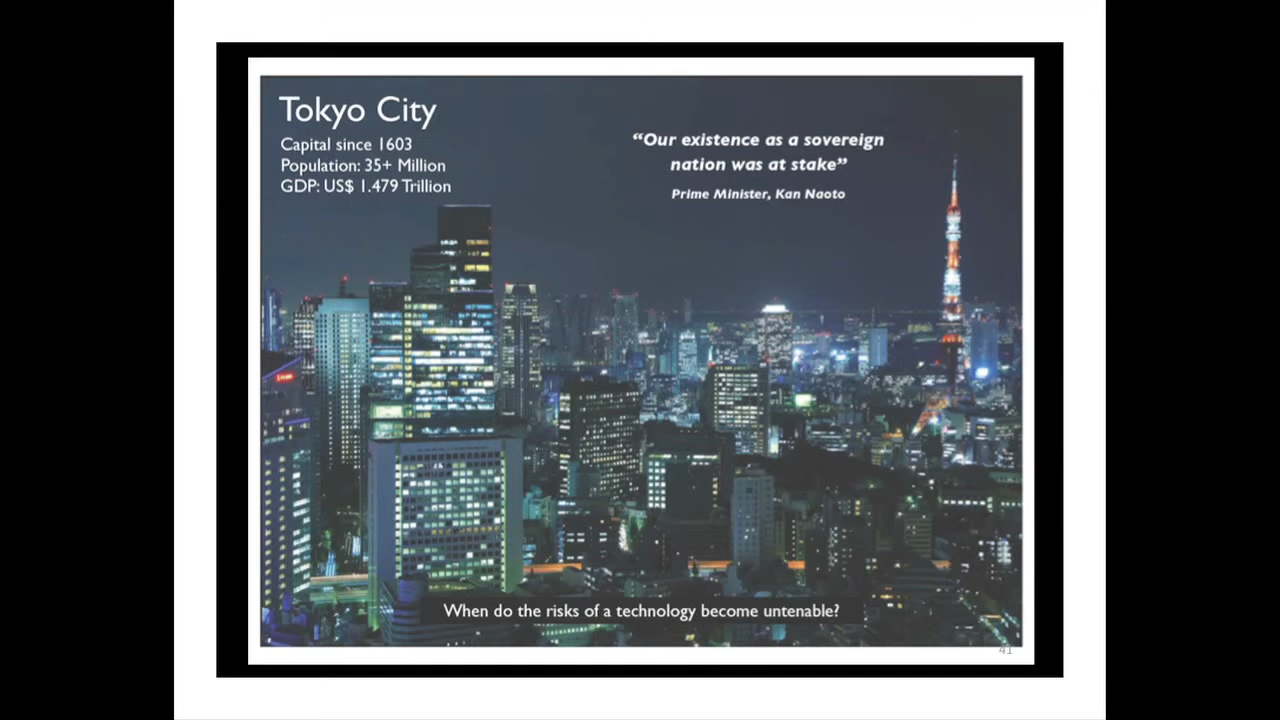 Tokyo City
Capital since 1603
Population: 35+ Million
GDP: US$ 1.479 Trillion
“Our existence as a sovereign
nation was at stake”
Prime Minister, Kan Naoto
When do the risks of a technology become untenable?
41